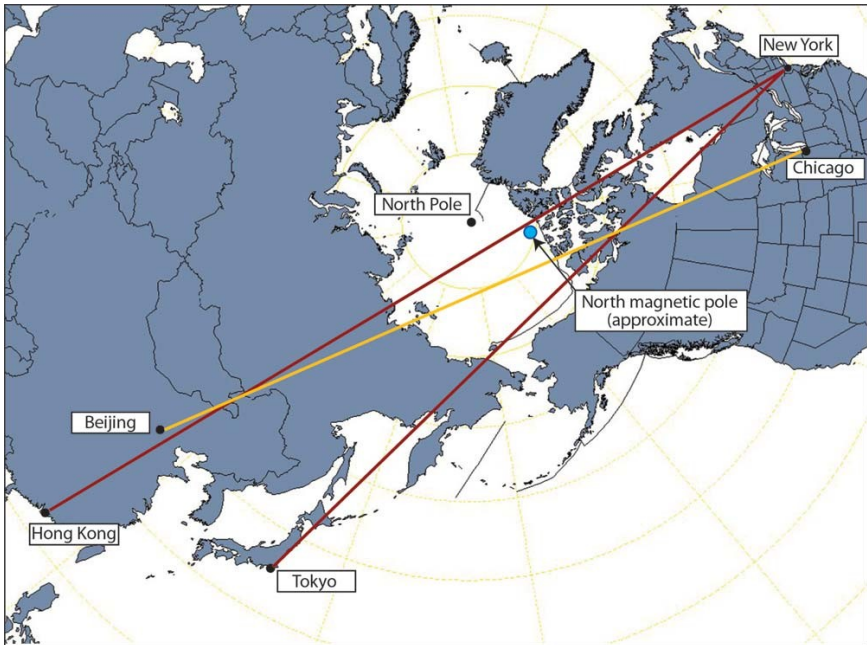 New York
Chicago
North Pole
North magnetic pole
(approximate)
Beijing
Hong Kong
Tokyo